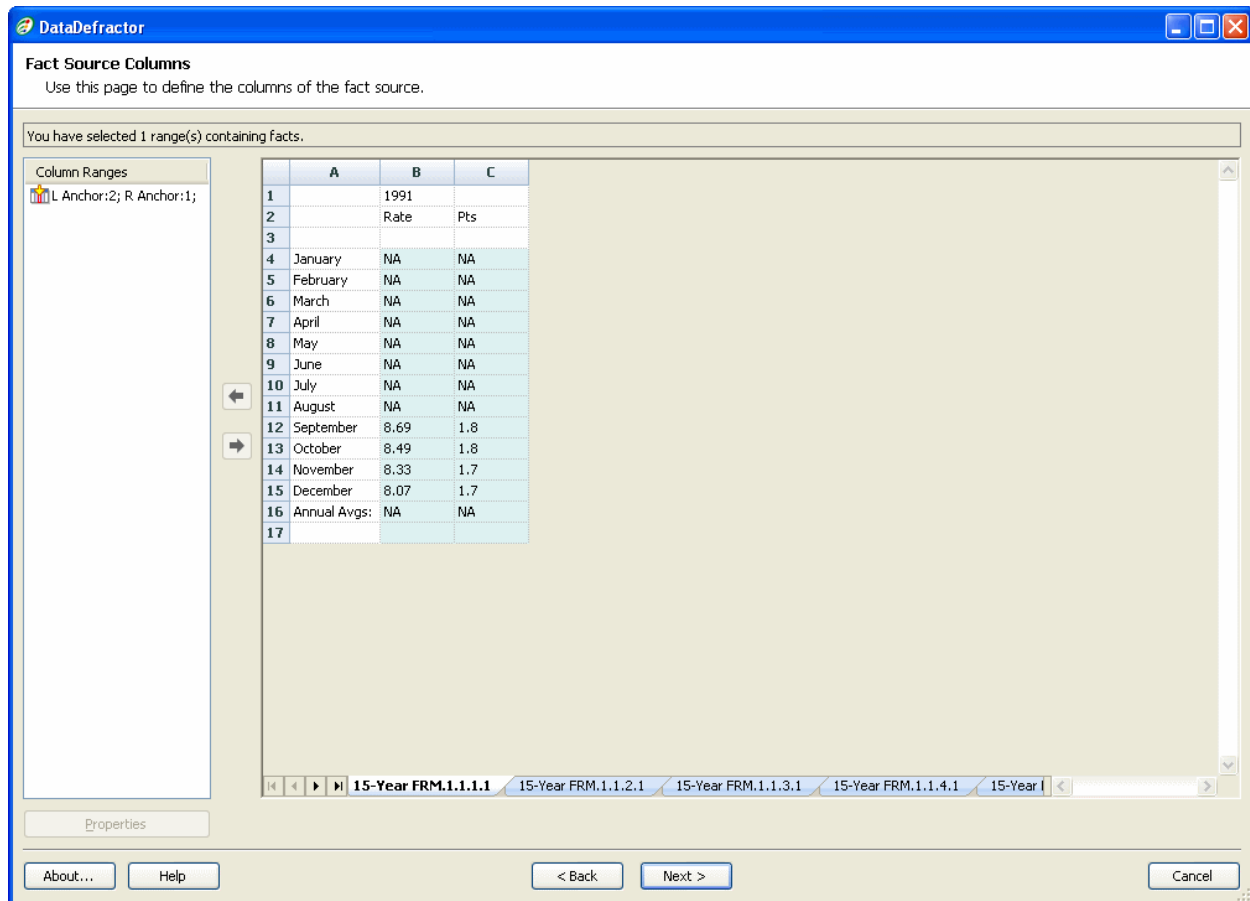 DataDefractor
Fact Source Columns
Use this page to define the columns of the fact source.
You have selected 1 range(s) containing facts.
Column Ranges
L Anchor:2; R Anchor:1;
A B C
1 1991
2 Rate Pts
3
4 January NA NA
5 February NA NA
6 March NA NA
7 April NA NA
8 May NA NA
9 June NA NA
10 July NA NA
11 August NA NA
12 September 8.69 1.8
13 October 8.49 1.8
14 November 8.33 1.7
15 December 8.07 1.7
16 Annual Avgs: NA NA
17
15-Year FRM.1.1.1.1 15-Year FRM.1.1.2.1 15-Year FRM.1.1.3.1 15-Year FRM.1.1.4.1 15-Year
Properties
About... Help < Back Next > Cancel